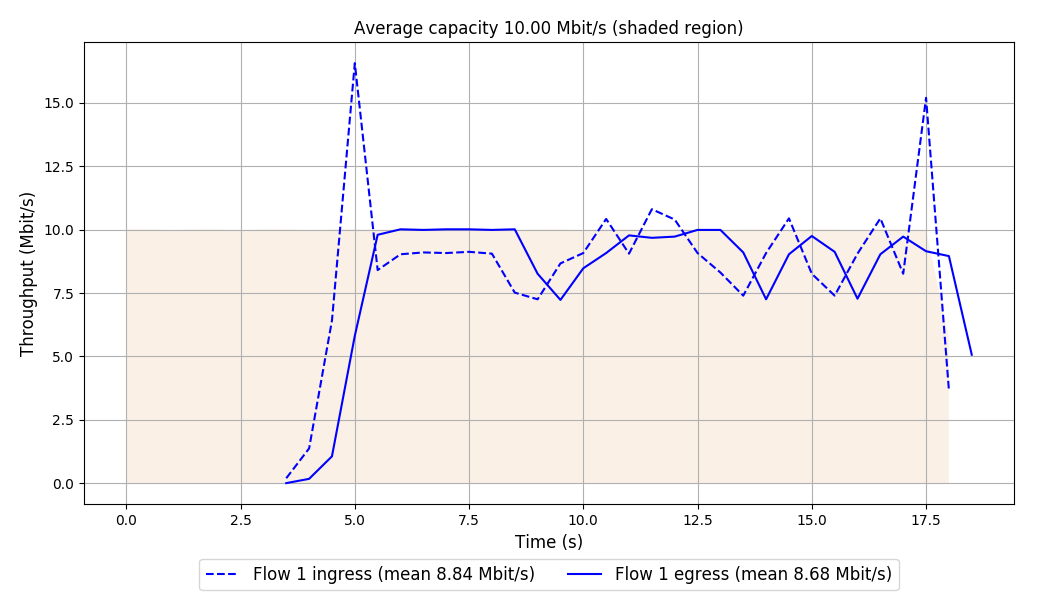 Average capacity 10.00 Mbit/s (shaded region)
Throughput (Mbit/s)
15.0
12.5
10.0
7.5
5.0
2.5
0.0
0.0 2.5 5.0 7.5 10.0 12.5 15.0 17.5
Time (s)
Flow 1 ingress (mean 8.84 Mbit/s) Flow 1 egress (mean 8.68 Mbit/s)